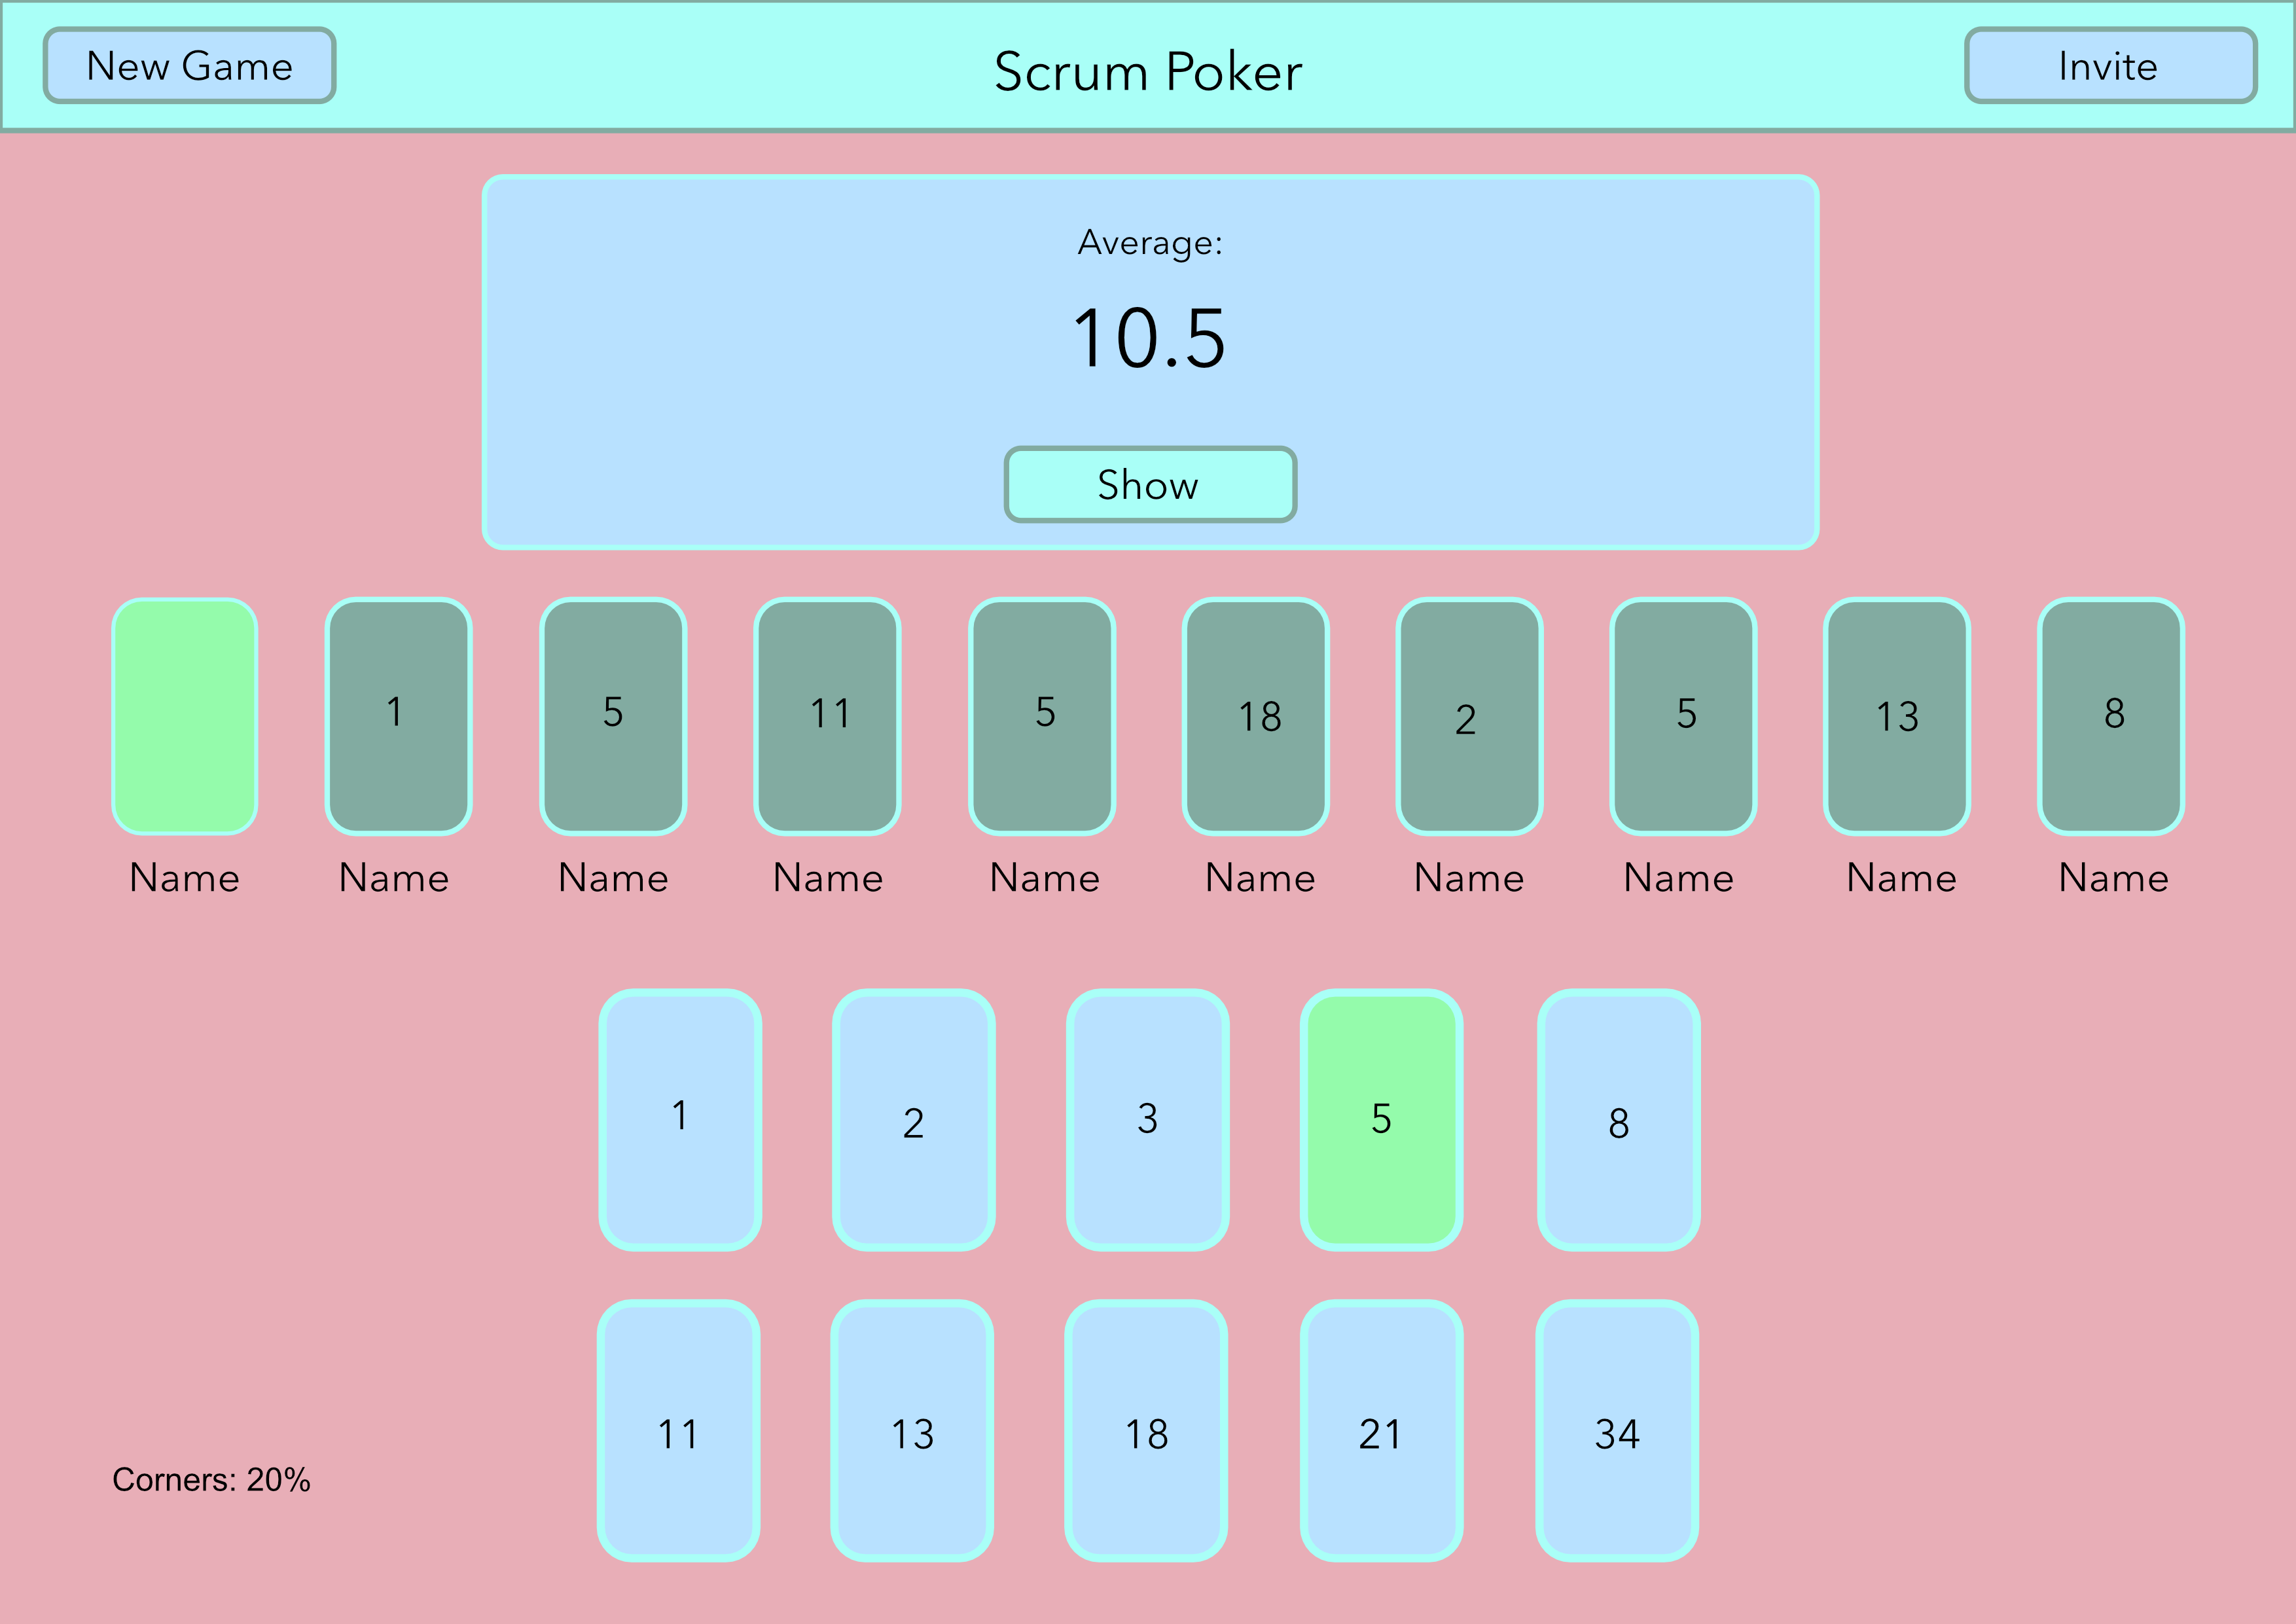 New Game
Scrum Poker
Invite
Average:
10.5
Show
1 5 11 5 18 2 5 13 8
Name Name Name Name Name Name Name Name Name Name
1 2 3 5 8
11 13 18 21 34
Corners: 20%